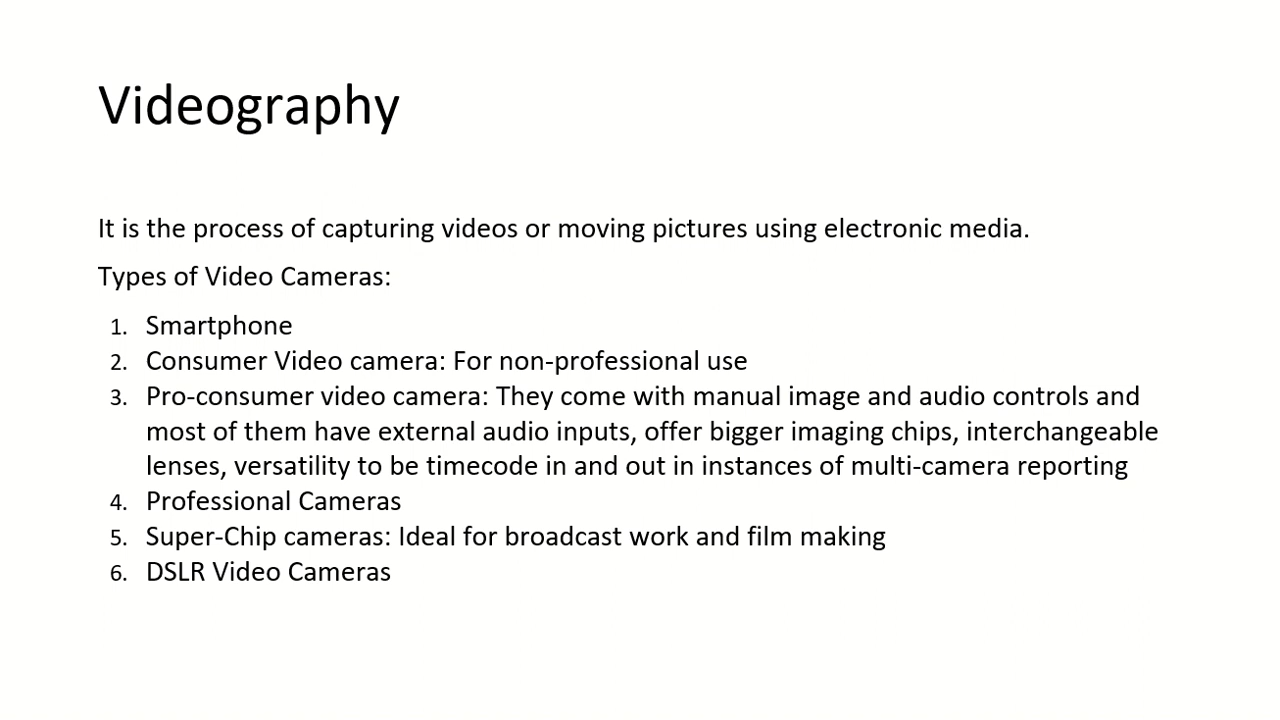 Videography
It is the process of capturing videos or moving pictures using electronic media.
Types of Video Cameras:
1. Smartphone
2. Consumer Video camera: For non-professional use
3. Pro-consumer video camera: They come with manual image and audio controls and
most of them have external audio inputs, offer bigger imaging chips, interchangeable
lenses, versatility to be timecode in and out in instances of multi-camera reporting
4. Professional Cameras
5. Super-Chip cameras: Ideal for broadcast work and film making
6. DSLR Video Cameras